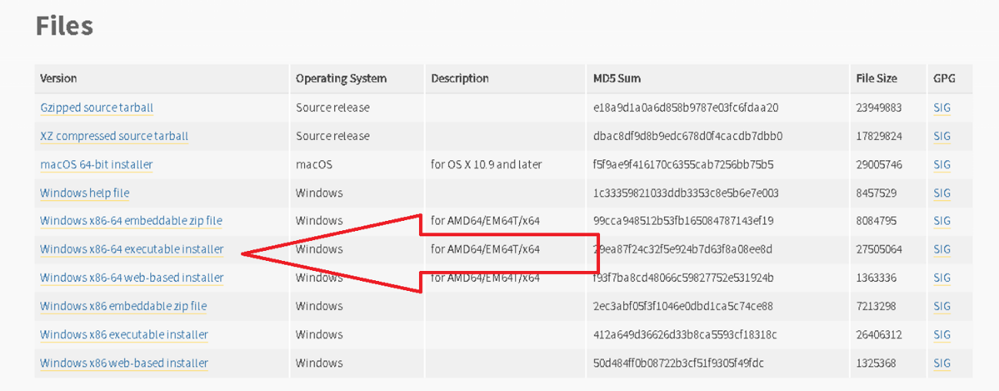 Files
Version Operating System Description MD5 Sum File Size GPG
Gzipped source tarball Source release e18a9d1a0a6d858b9787e03fc6fdaa20 23949883 SIG
XZ compressed source tarball Source release dbac8df9d8b9edc678d0f4cacdb7dbb0 17829824 SIG
macOS 64-bit installer macOS for OS X 10.9 and later f5f9ae9f416170c6355cab7256bb75b5 29005746 SIG
Windows help file Windows 1c33359821033ddb3353c8e5b6e7e003 8457529 SIG
Windows x86-64 embeddable zip file Windows for AMD64/EM64T/x64 99cca948512b53fb165084787143ef19 8084795 SIG
Windows x86-64 executable installer Windows for AMD64/EM64T/x64 29ea87f24c32f5e924b7d63f8a08ee8d 27505064 SIG
Windows x86-64 web-based installer Windows for AMD64/EM64T/x64 f93f7ba8cd48066c59827752e531924b 1363336 SIG
Windows x86 embeddable zip file Windows 2ec3abf05f3f1046e0dbd1ca5c74ce88 7213298 SIG
Windows x86 executable installer Windows 412a649d36626d33b8ca5593cf18318c 26406312 SIG
Windows x86 web-based installer Windows 50d484ff0b08722b3cf51f9305f49fdc 1325368 SIG